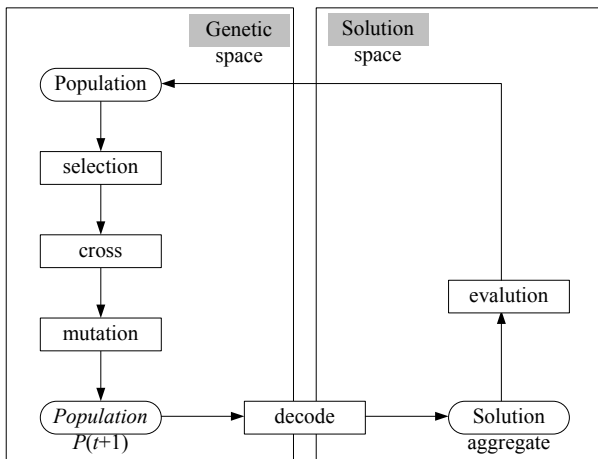 Genetic
space
Solution
space
Population
selection
cross
mutation
Population
P(t+1)
decode
Solution
aggregate
evalution